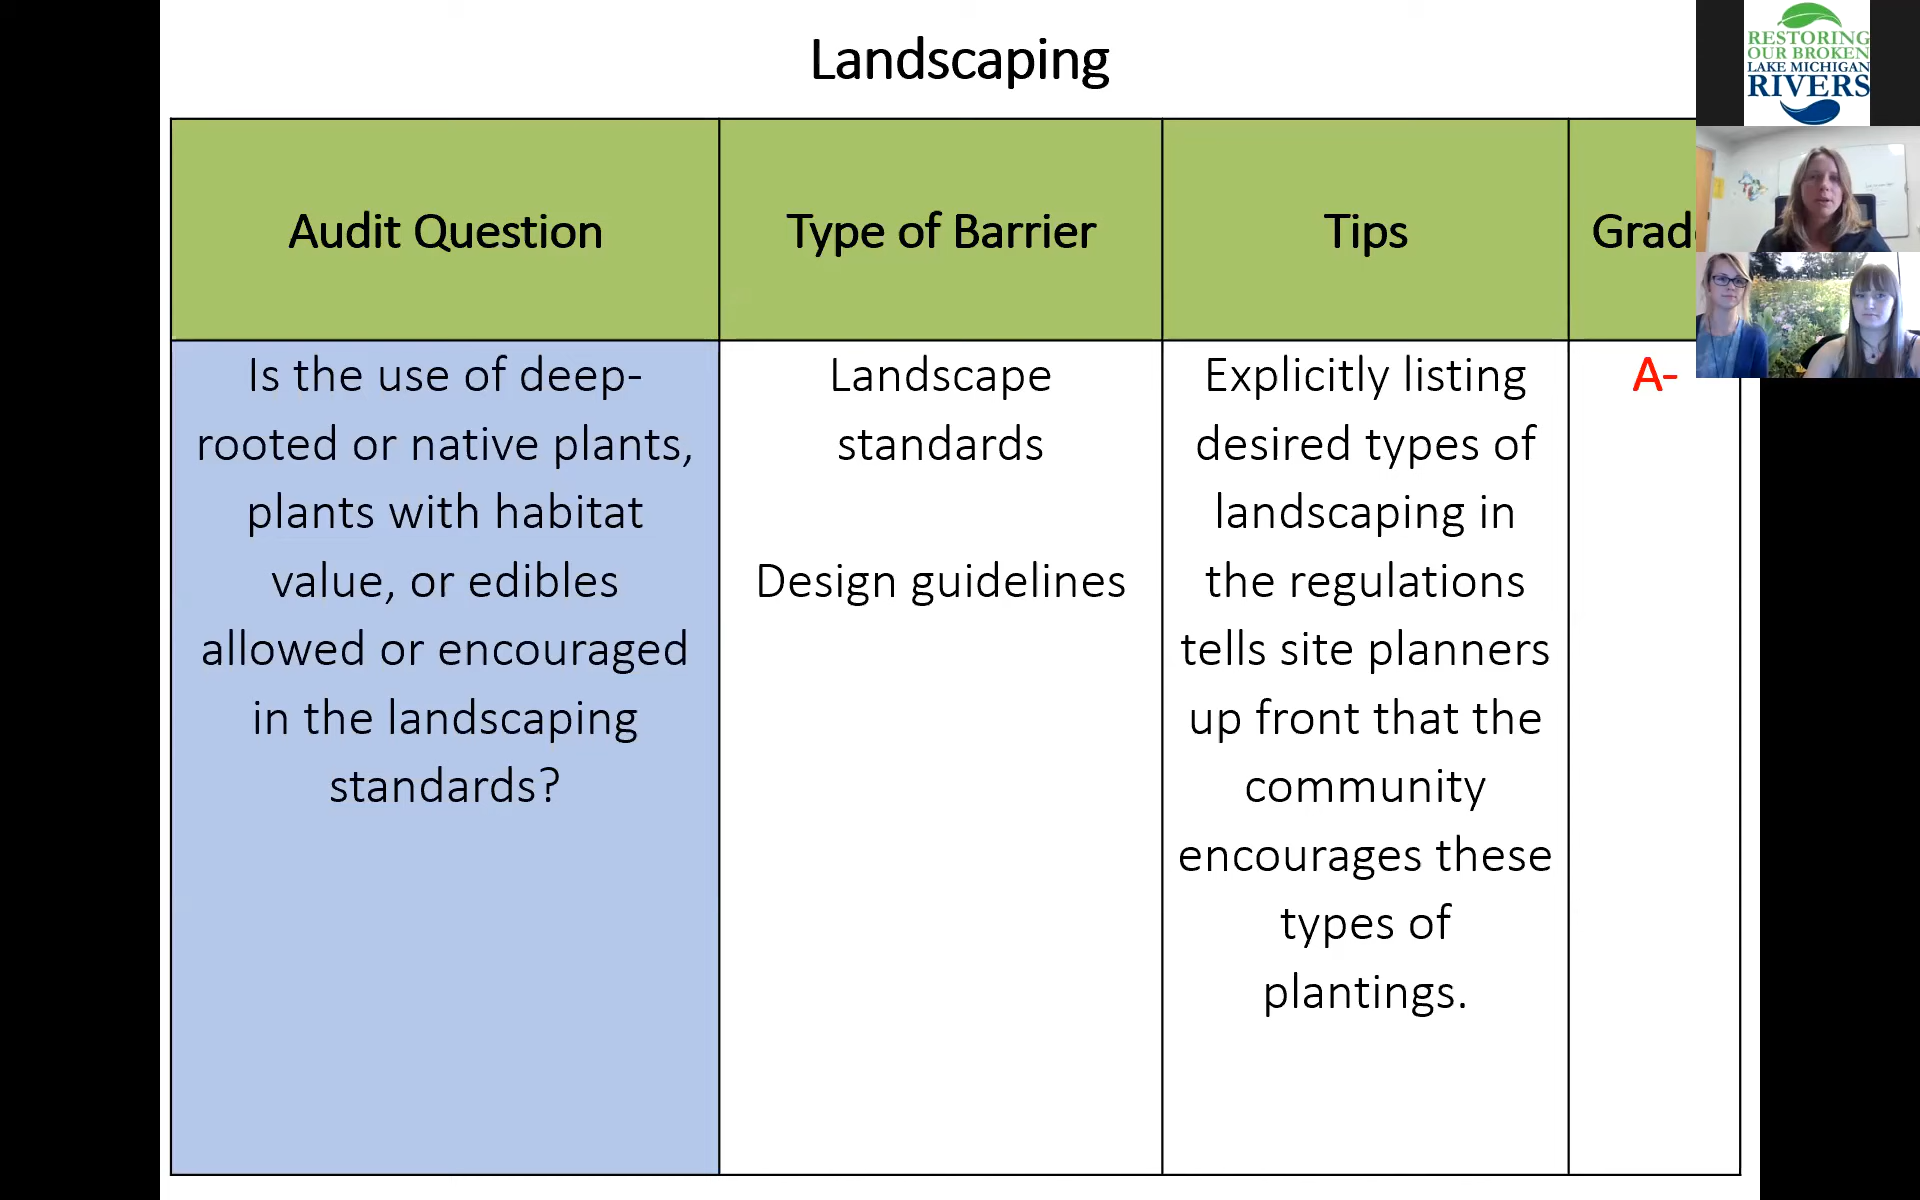 Landscaping
RESTORING
OUR BROKEN
LAKE MICHIGAN
RIVERS
Audit Question
Type of Barrier
Tips
Grad
Is the use of deep-
rooted or native plants,
plants with habitat
value, or edibles
allowed or encouraged
in the landscaping
standards?
Landscape
standards
Design guidelines
Explicitly listing
desired types of
landscaping in
the regulations
tells site planners
up front that the
community
encourages these
types of
plantings.
A-